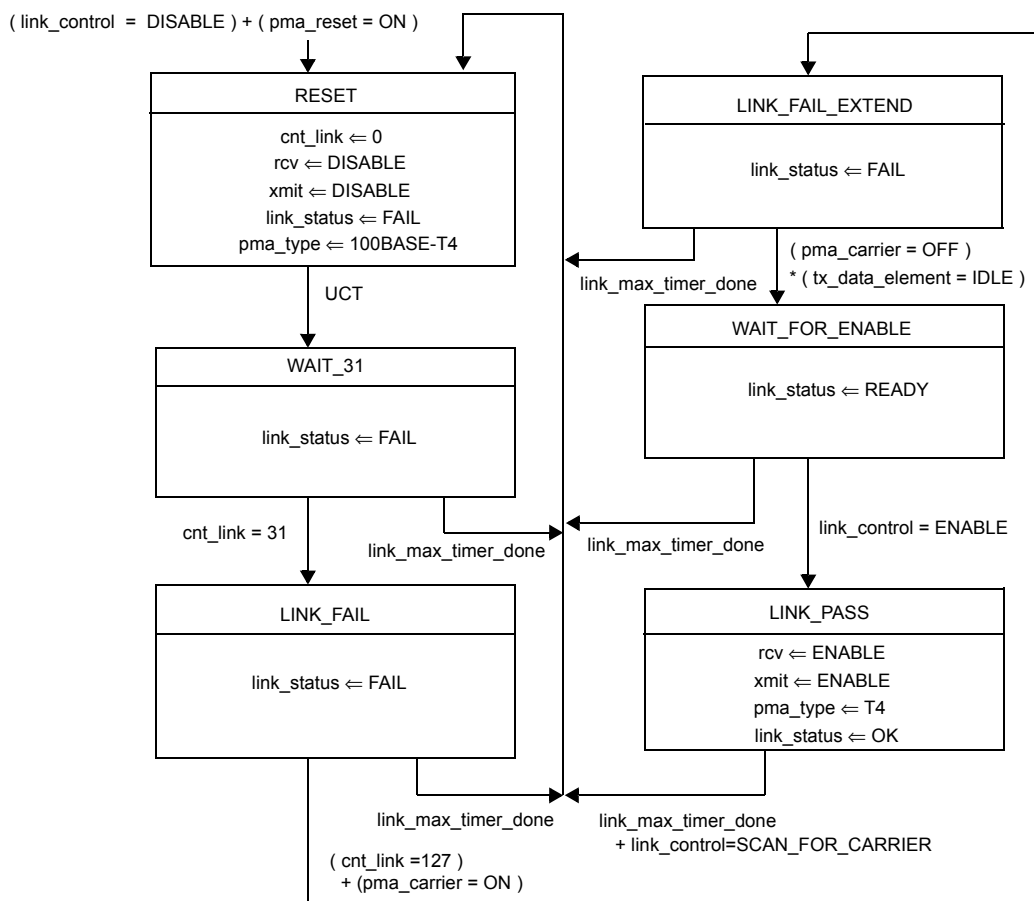 ( link_control = DISABLE ) + ( pma_reset = ON )
RESET
cnt_link ⇐ 0
rcv ⇐ DISABLE
xmit ⇐ DISABLE
link_status ⇐ FAIL
pma_type ⇐ 100BASE-T4
UCT
WAIT_31
link_status ⇐ FAIL
cnt_link = 31
link_max_timer_done
LINK_FAIL
link_status ⇐ FAIL
link_max_timer_done
( cnt_link =127 )
+ (pma_carrier = ON )
LINK_FAIL_EXTEND
link_status ⇐ FAIL
link_max_timer_done
( pma_carrier = OFF )
* ( tx_data_element = IDLE )
WAIT_FOR_ENABLE
link_status ⇐ READY
link_max_timer_done
link_control = ENABLE
LINK_PASS
rcv ⇐ ENABLE
xmit ⇐ ENABLE
pma_type ⇐ T4
link_status ⇐ OK
link_max_timer_done
+ link_control=SCAN_FOR_CARRIER